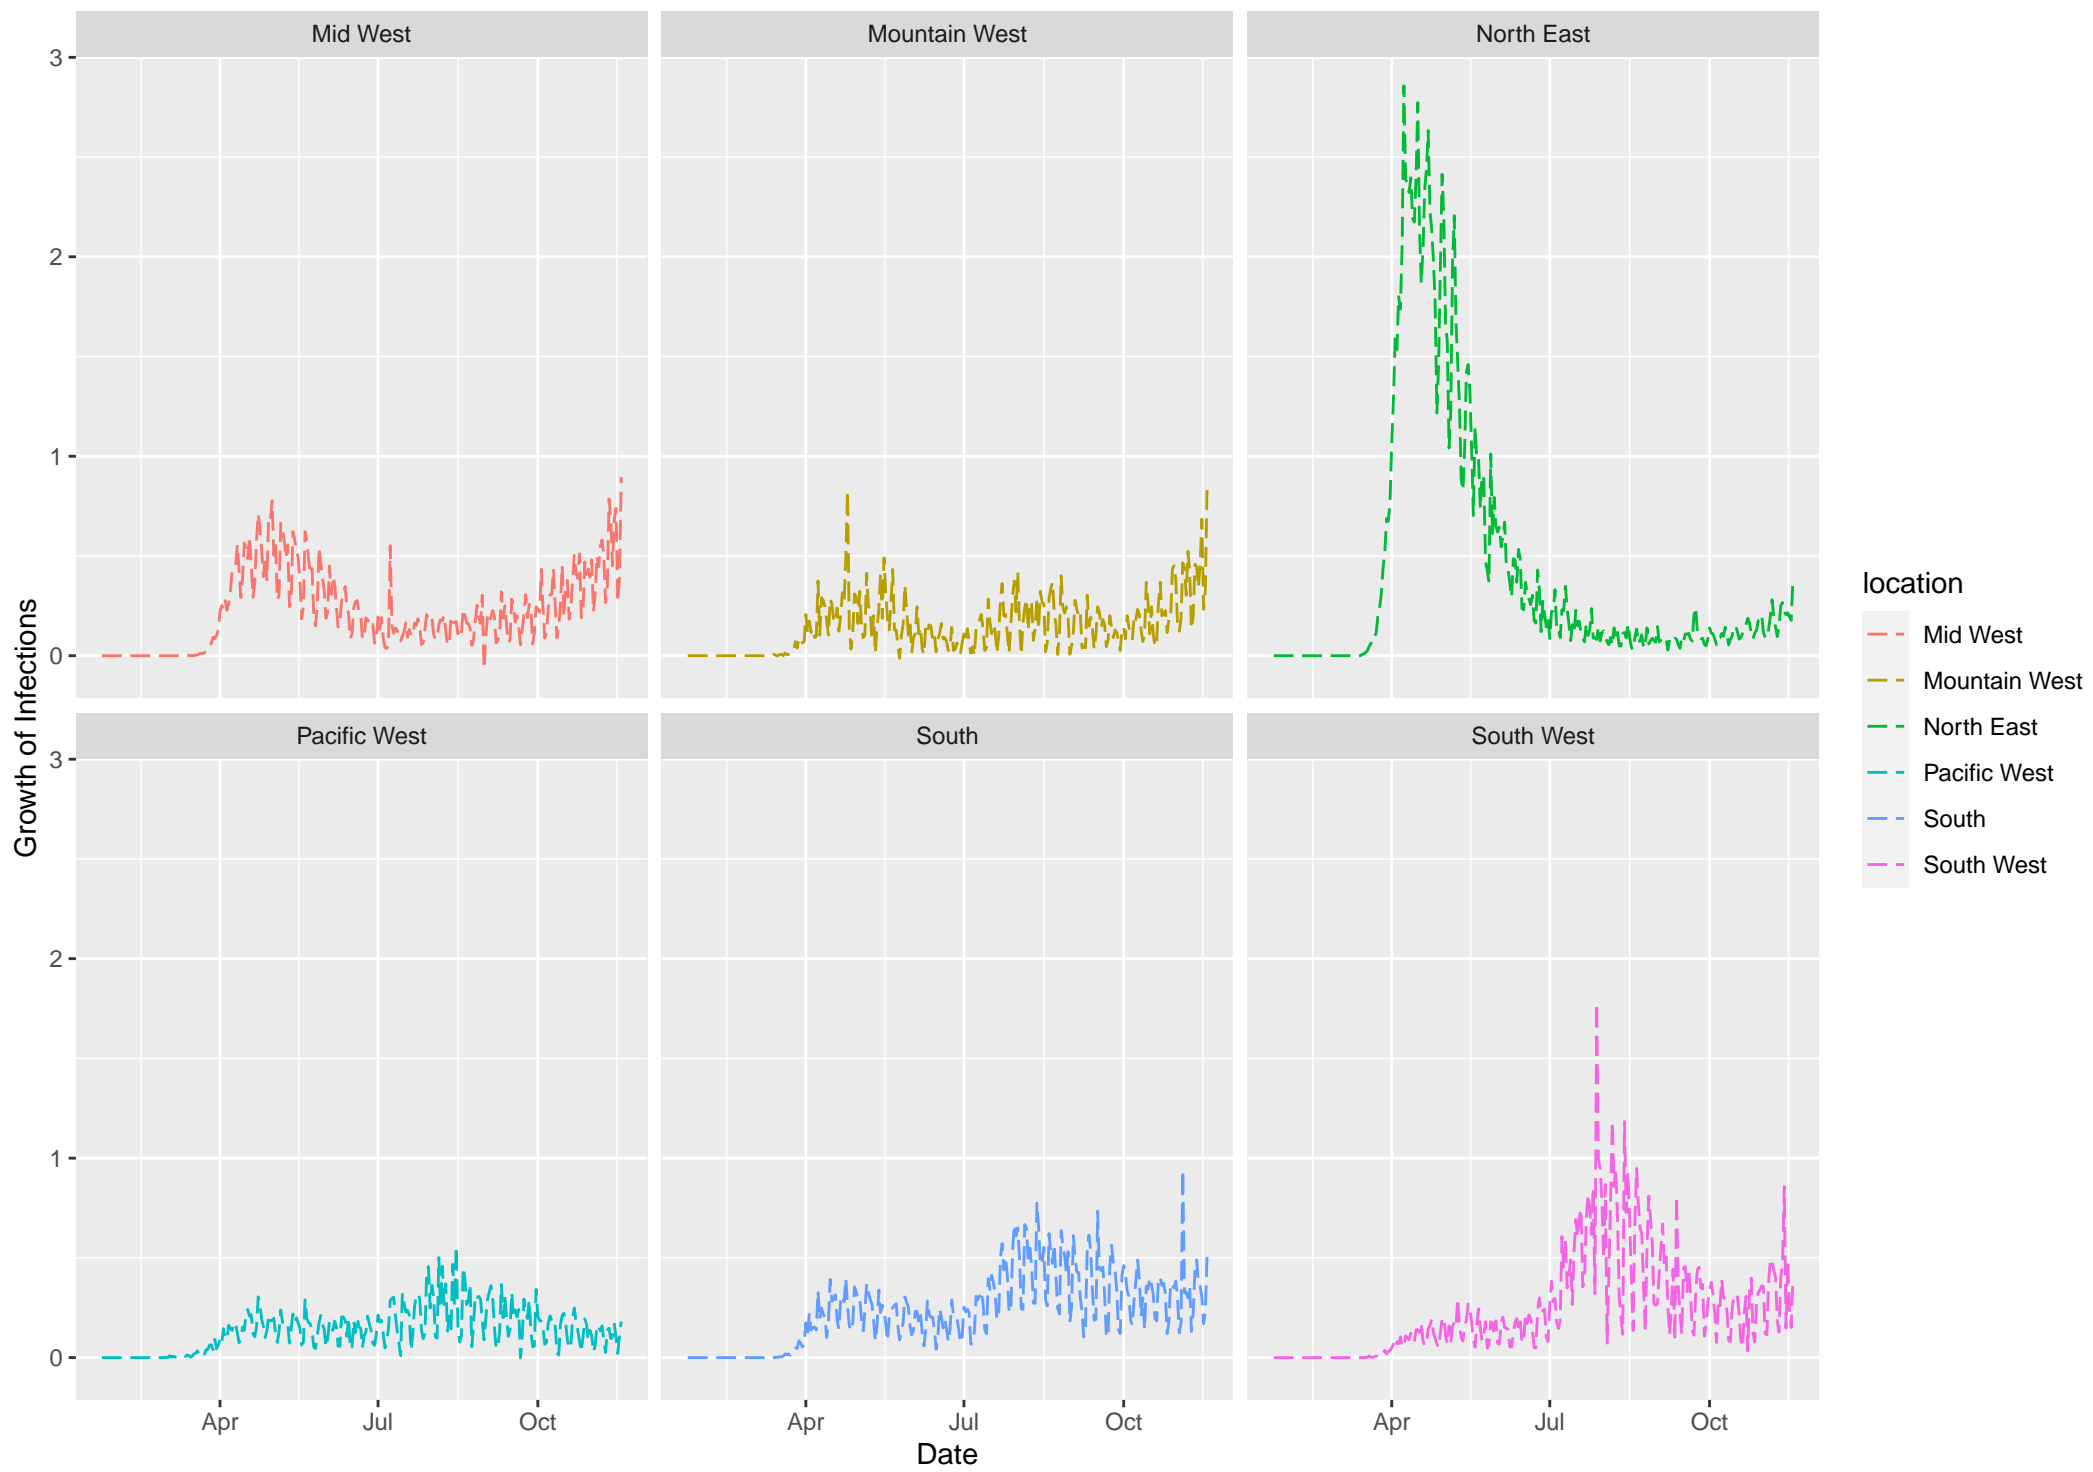 Mid West
Mountain West
North East
3
2
1
0
Pacific West
South
South West
3
2
1
0
Apr
Jul
Oct
Apr
Jul
Oct
Apr
Jul
Oct
Date
Growth of Infections
location
Mid West
Mountain West
North East
Pacific West
South
South West